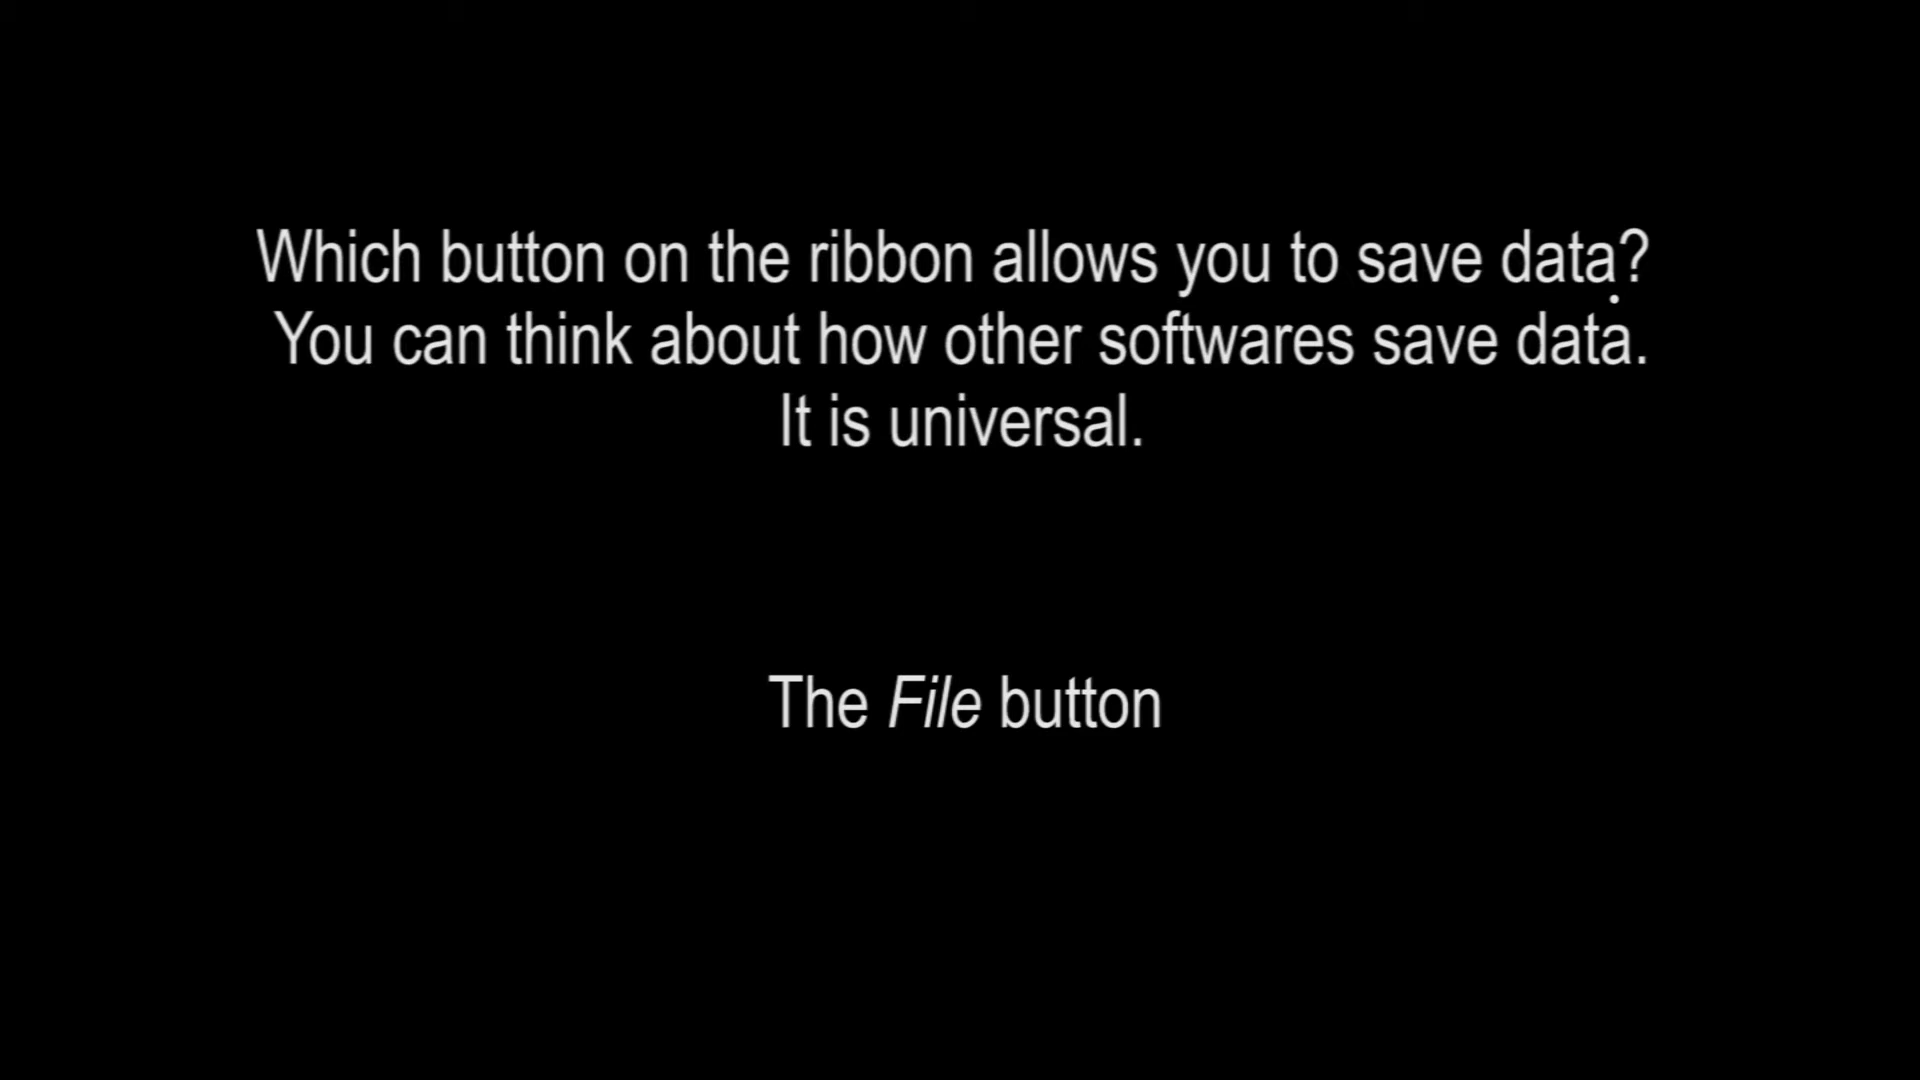 Which button on the ribbon allows you to save data?
You can think about how other softwares save data.
It is universal.
The File button